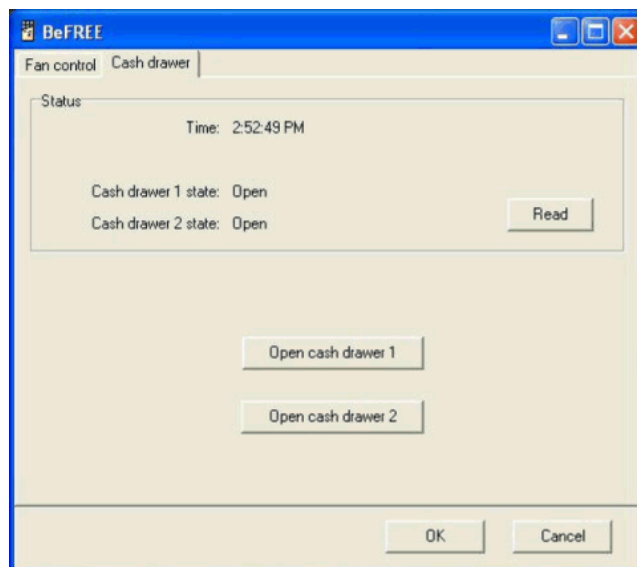 BeFREE
Fan control Cash drawer
Status
Time: 2:52:49 PM
Cash drawer 1 state: Open
Cash drawer 2 state: Open
Read
Open cash drawer 1
Open cash drawer 2
OK Cancel